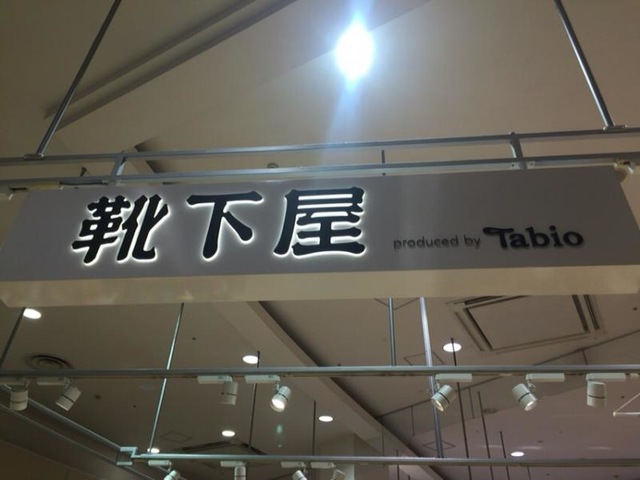 靴下屋 produced by Tabio